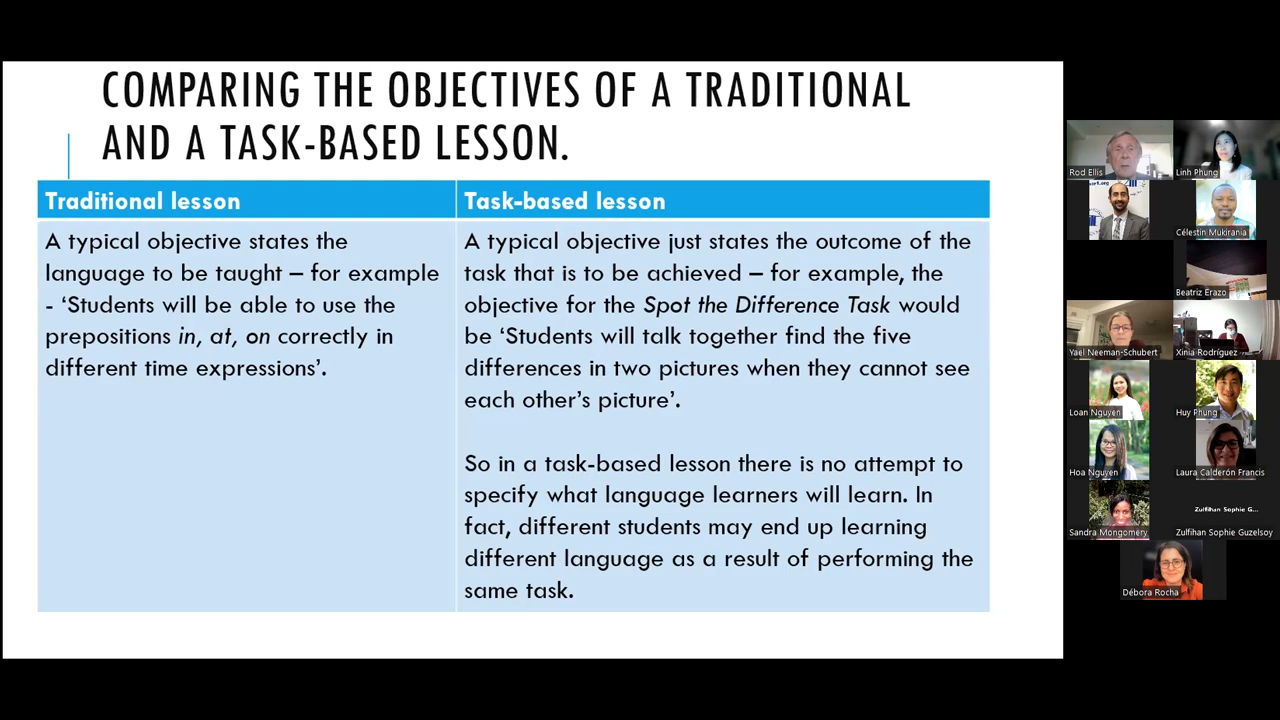 COMPARING THE OBJECTIVES OF A TRADITIONAL
AND A TASK-BASED LESSON.
Traditional lesson
A typical objective states the
language to be taught – for example
- ‘Students will be able to use the
prepositions in, at, on correctly in
different time expressions’.
Task-based lesson
A typical objective just states the outcome of the
task that is to be achieved – for example, the
objective for the Spot the Difference Task would
be ‘Students will talk together find the five
differences in two pictures when they cannot see
each other’s picture’.
So in a task-based lesson there is no attempt to
specify what language learners will learn. In
fact, different students may end up learning
different language as a result of performing the
same task.
Rod Ellis
Linh Phung
Célestin Mukirania
Beatriz Erazo
Yael Neeman-Schubert
Xinia Rodríguez
Loan Nguyen
Huy Phung
Hoa Nguyen
Laura Calderón Francis
Sandra Mongomery
Zulfihan Sophie G...
Zulfihan Sophie Guzelsoy
Débora Rocha